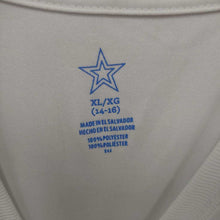 XL/XG
(14-16)
MADE IN EL SALVADOR
HECHO EN EL SALVADOR
100% POLYESTER
100% POLIÉSTER